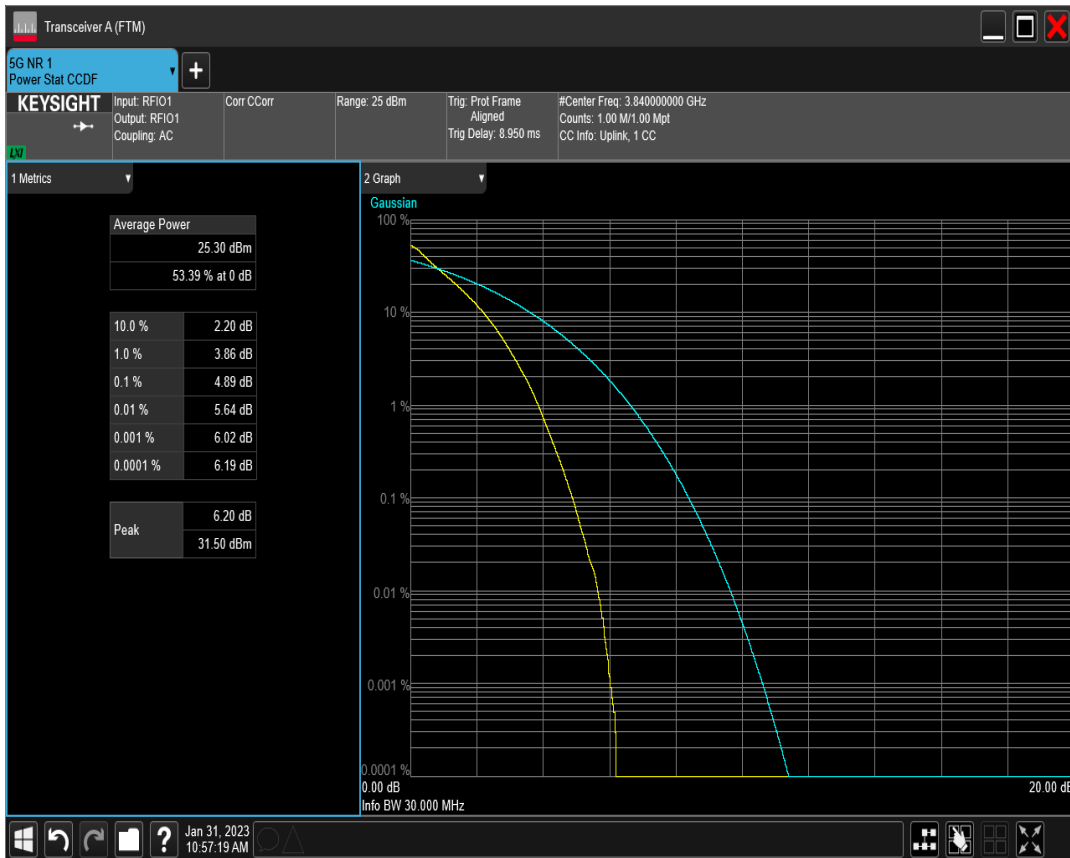 Transceiver A (FTM)
5G NR 1
Power Stat CCDF
+
KEYSIGHT
LXI
Input: RFIO1
Output: RFIO1
Coupling: AC
Corr CCorr
Range: 25 dBm
Trig: Prot Frame
Aligned
Trig Delay: 8.950 ms
#Center Freq: 3.840000000 GHz
Counts: 1.00 M/1.00 Mpt
CC Info: Uplink, 1 CC
1 Metrics
Average Power
25.30 dBm
53.39 % at 0 dB
10.0 % 2.20 dB
1.0 % 3.86 dB
0.1 % 4.89 dB
0.01 % 5.64 dB
0.001 % 6.02 dB
0.0001 % 6.19 dB
Peak
6.20 dB
31.50 dBm
2 Graph
Gaussian
100 %
10 %
1 %
0.1 %
0.01 %
0.001 %
0.0001 %
0.00 dB
20.00 dB
Info BW 30.000 MHz
?
Jan 31, 2023
10:57:19 AM